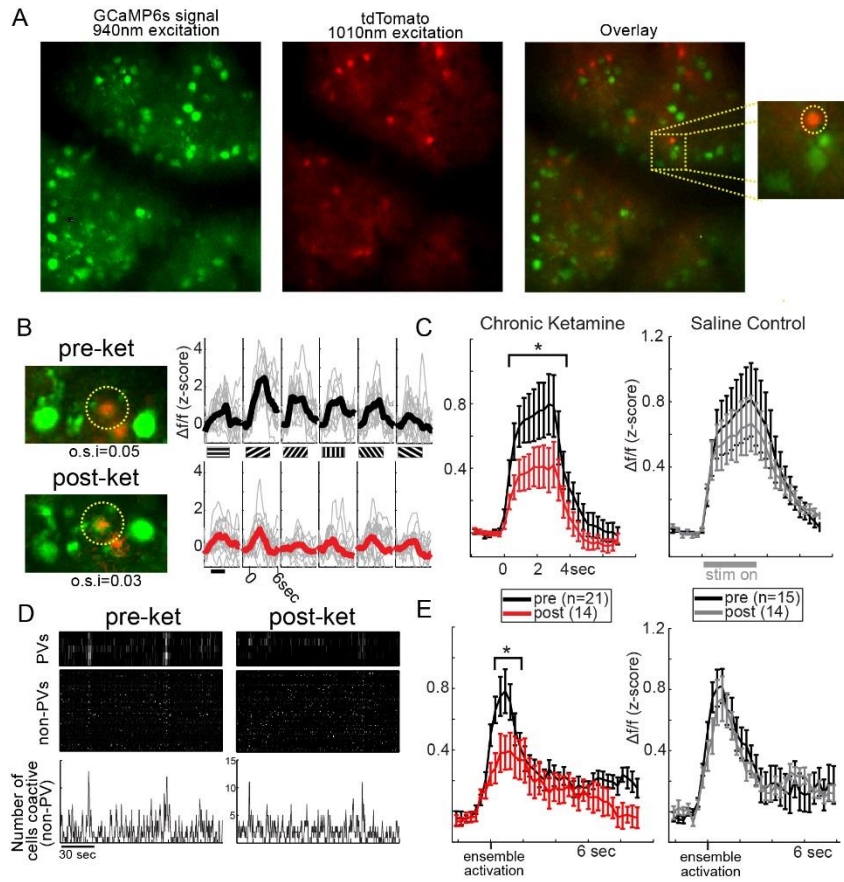 A
GCaMP6s signal
940nm excitation
tdTomato
1010nm excitation
Overlay
B
pre-ket
o.s.i=0.05
post-ket
o.s.i=0.03
Δf/f (z-score)
4
2
0
4
2
0
0
6sec
C
Chronic Ketamine
*
0.8
0.4
0
2
4sec
pre (n=21)
post (14)
Saline Control
Δf/f (z-score)
1.2
0.8
0.4
stim on
pre (n=15)
post (14)
D
pre-ket
post-ket
PVs
non-PVs
Number of
cells coactive
(non-PV)
15
10
5
30 sec
E
*
0.8
0.4
ensemble
activation
6 sec
Δf/f (z-score)
0.8
0.4
ensemble
activation
6 sec